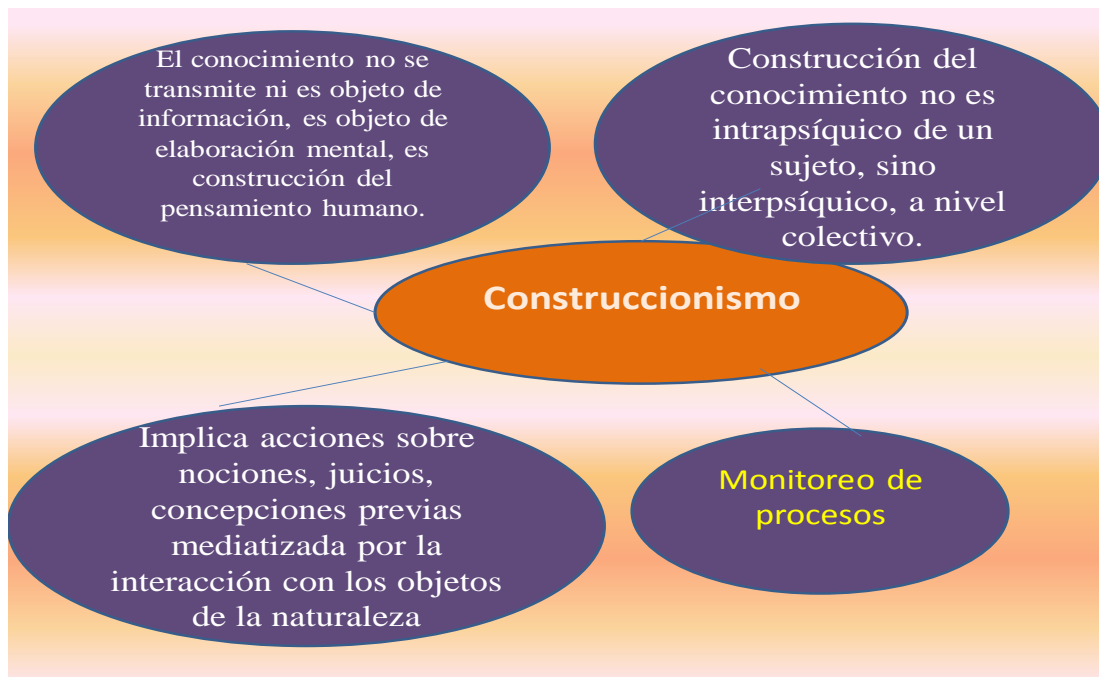 El conocimiento no se
transmite ni es objeto de
información, es objeto de
elaboración mental, es
construcción del
pensamiento humano.
Construcción del
conocimiento no es
intrapsíquico de un
sujeto, sino
interpsíquico, a nivel
colectivo.
Construccionismo
Implica acciones sobre
nociones, juicios,
concepciones previas
mediatizada por la
interacción con los objetos
de la naturaleza
Monitoreo de
procesos